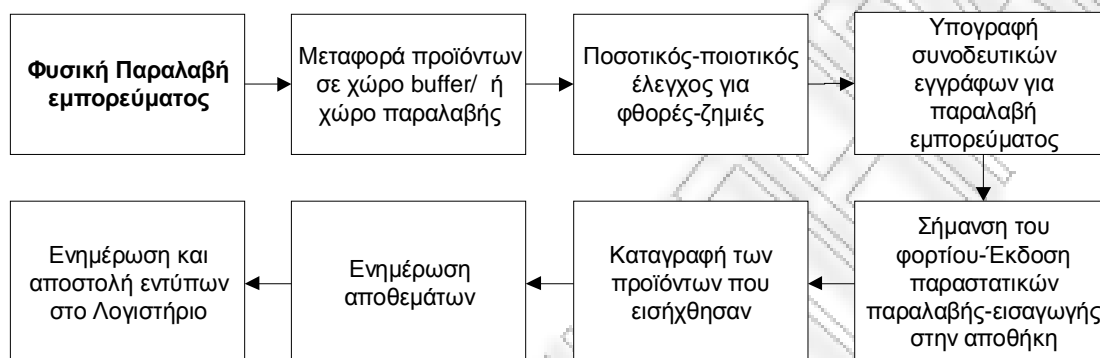 Φυσική Παραλαβή
εμπορεύματος
Μεταφορά προϊόντων
σε χώρο buffer/ ή
χώρο παραλαβής
Ποσοτικός-ποιοτικός
έλεγχος για
φθορές-ζημιές
Υπογραφή
συνοδευτικών
εγγράφων για
παραλαβή
εμπορεύματος
Σήμανση του
φορτίου-Έκδοση
παραστατικών
παραλαβής-εισαγωγής
στην αποθήκη
Καταγραφή των
προϊόντων που
εισήχθησαν
Ενημέρωση
αποθεμάτων
Ενημέρωση και
αποστολή εντύπων
στο Λογιστήριο